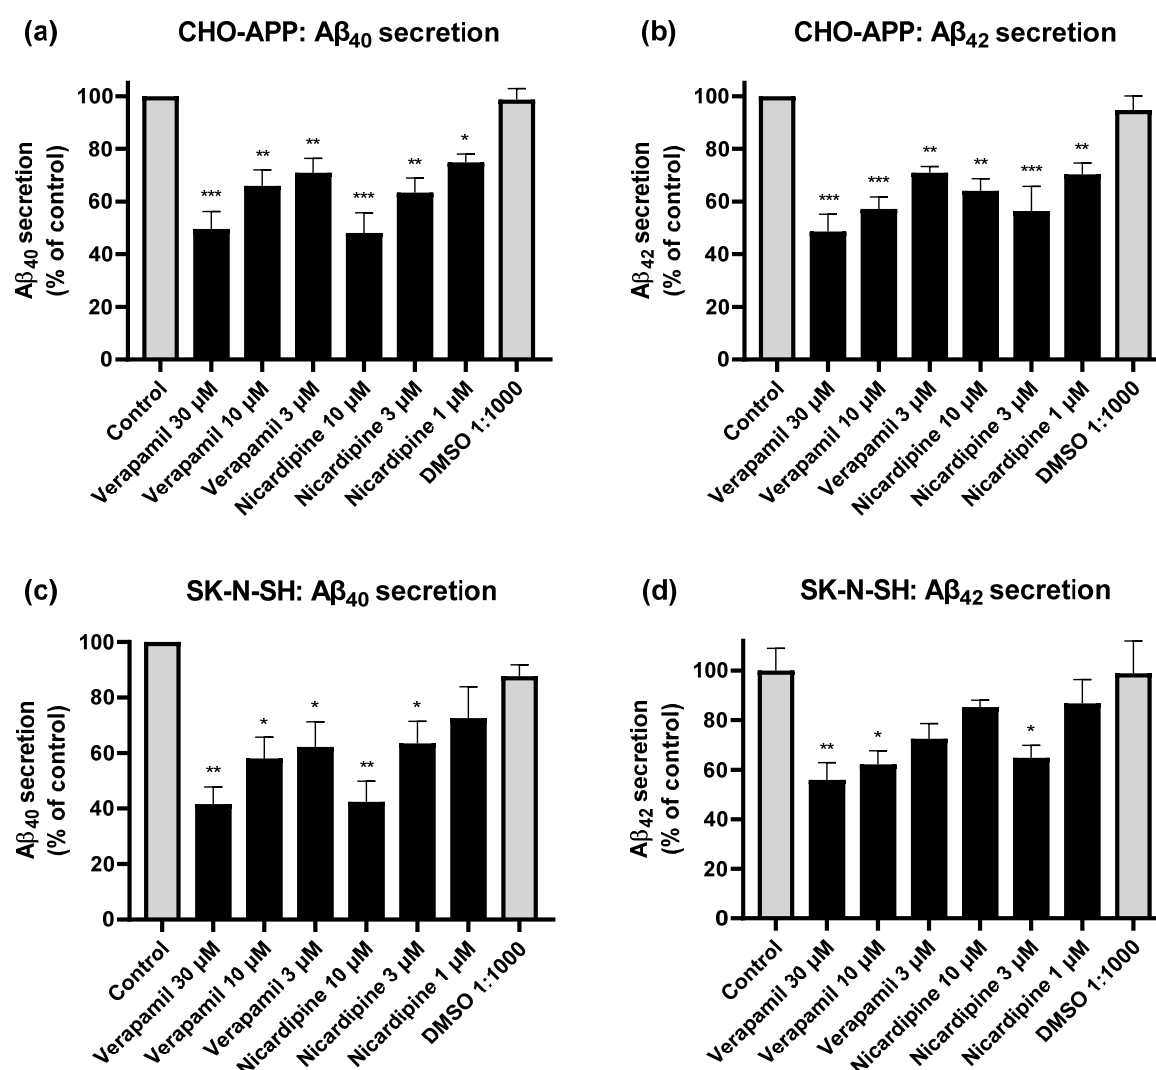 (a) CHO-APP: Aβ40 secretion
Aβ40 secretion
(% of control)
100
80
60
40
20
0
***
**
**
***
**
*
Control
Verapamil 30 µM
Verapamil 10 µM
Verapamil 3 µM
Nicardipine 10 µM
Nicardipine 3 µM
Nicardipine 1 µM
DMSO 1:1000
(b) CHO-APP: Aβ42 secretion
Aβ42 secretion
(% of control)
100
80
60
40
20
0
***
***
**
**
***
**
Control
Verapamil 30 µM
Verapamil 10 µM
Verapamil 3 µM
Nicardipine 10 µM
Nicardipine 3 µM
Nicardipine 1 µM
DMSO 1:1000
(c) SK-N-SH: Aβ40 secretion
Aβ40 secretion
(% of control)
100
80
60
40
20
0
**
*
*
**
*
Control
Verapamil 30 µM
Verapamil 10 µM
Verapamil 3 µM
Nicardipine 10 µM
Nicardipine 3 µM
Nicardipine 1 µM
DMSO 1:1000
(d) SK-N-SH: Aβ42 secretion
Aβ42 secretion
(% of control)
100
80
60
40
20
0
**
*
*
Control
Verapamil 30 µM
Verapamil 10 µM
Verapamil 3 µM
Nicardipine 10 µM
Nicardipine 3 µM
Nicardipine 1 µM
DMSO 1:1000